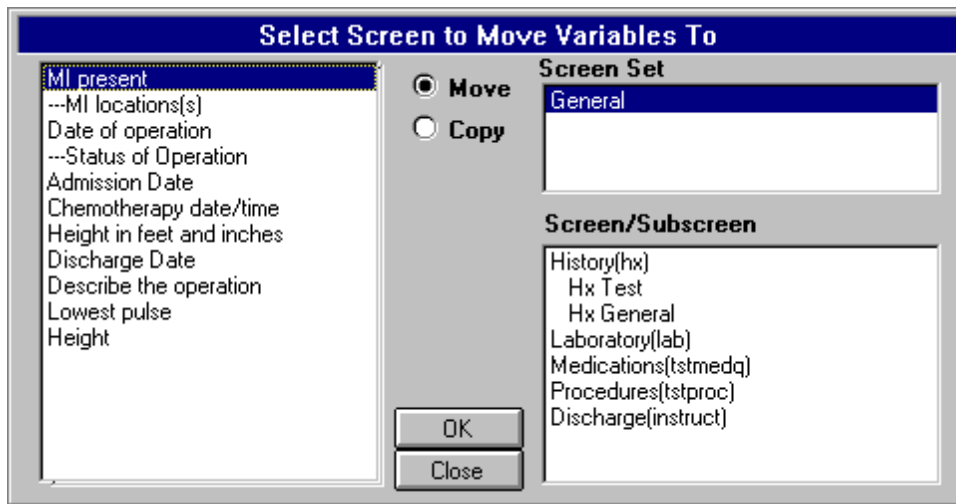 Select Screen to Move Variables To
MI present
---MI locations(s)
Date of operation
---Status of Operation
Admission Date
Chemotherapy date/time
Height in feet and inches
Discharge Date
Describe the operation
Lowest pulse
Height
Move
Copy
OK
Close
Screen Set
General
Screen/Subscreen
History(hx)
Hx Test
Hx General
Laboratory(lab)
Medications(tstmedq)
Procedures(tstproc)
Discharge(instruct)